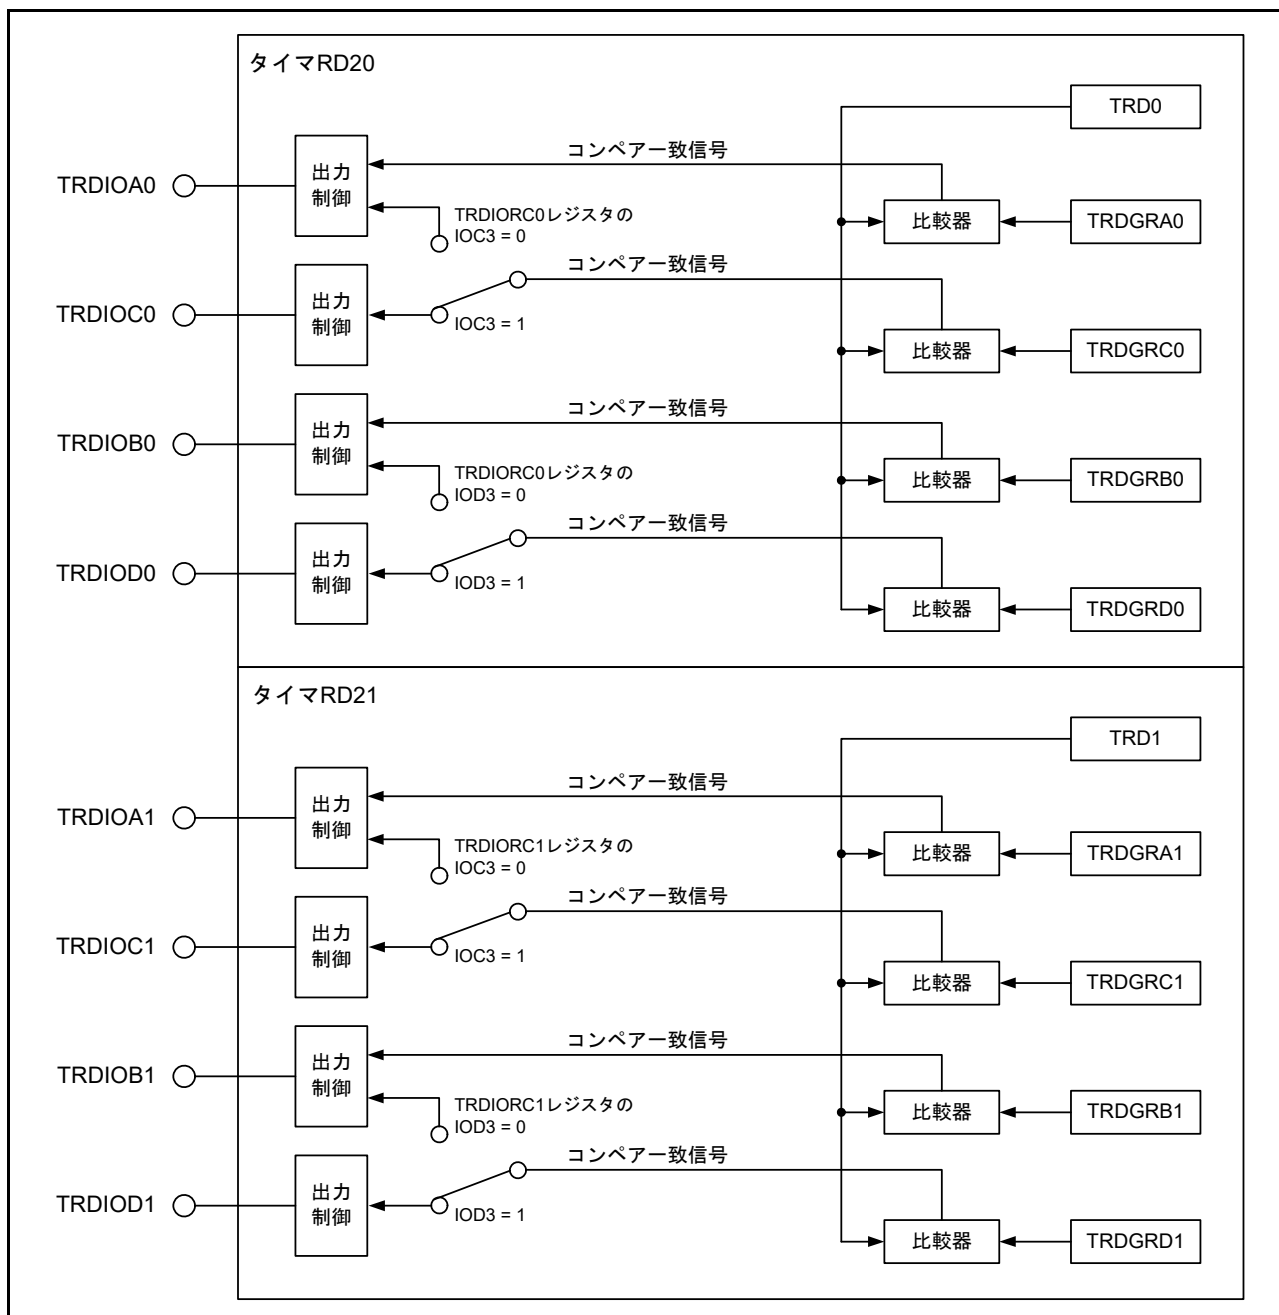 タイマRD20
TRD0
コンペア一致信号
出力
制御
TRDIOA0
TRDIORC0レジスタの
IOC3 = 0
比較器
TRDGRA0
コンペア一致信号
出力
制御
TRDIOC0
IOC3 = 1
比較器
TRDGRC0
コンペア一致信号
出力
制御
TRDIOB0
TRDIORC0レジスタの
IOD3 = 0
比較器
TRDGRB0
コンペア一致信号
出力
制御
TRDIOD0
IOD3 = 1
比較器
TRDGRD0
タイマRD21
TRD1
コンペア一致信号
出力
制御
TRDIOA1
TRDIORC1レジスタの
IOC3 = 0
比較器
TRDGRA1
コンペア一致信号
出力
制御
TRDIOC1
IOC3 = 1
比較器
TRDGRC1
コンペア一致信号
出力
制御
TRDIOB1
TRDIORC1レジスタの
IOD3 = 0
比較器
TRDGRB1
コンペア一致信号
出力
制御
TRDIOD1
IOD3 = 1
比較器
TRDGRD1